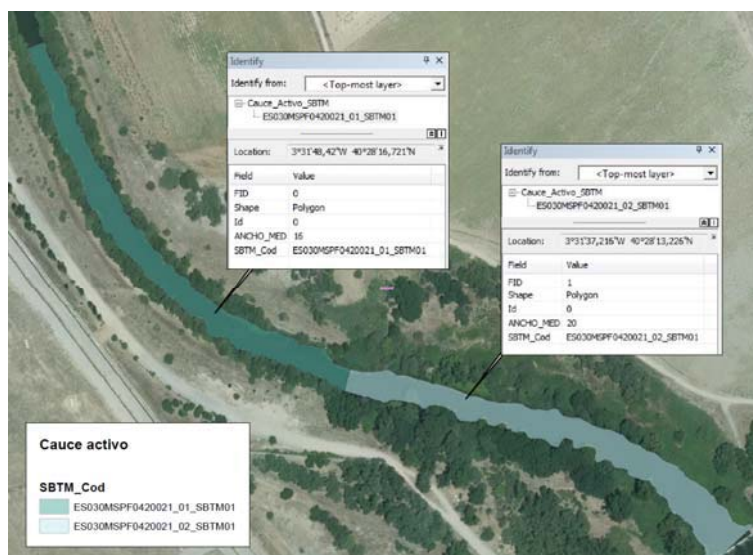 Identify
Identify from: <Top-most layer>
Cauce_Activo_SBTM
ES030MSPF0420021_01_SBTM01
Location: 3°31'48,42"W 40°28'16,721"N
Field Value
FID 0
Shape Polygon
Id 0
ANCHO_MED 16
SBTM_Cod ES030MSPF0420021_01_SBTM01
Identify
Identify from: <Top-most layer>
Cauce_Activo_SBTM
ES030MSPF0420021_02_SBTM01
Location: 3°31'37,216"W 40°28'13,226"N
Field Value
FID 1
Shape Polygon
Id 0
ANCHO_MED 20
SBTM_Cod ES030MSPF0420021_02_SBTM01
Cauce activo
SBTM_Cod
ES030MSPF0420021_01_SBTM01
ES030MSPF0420021_02_SBTM01